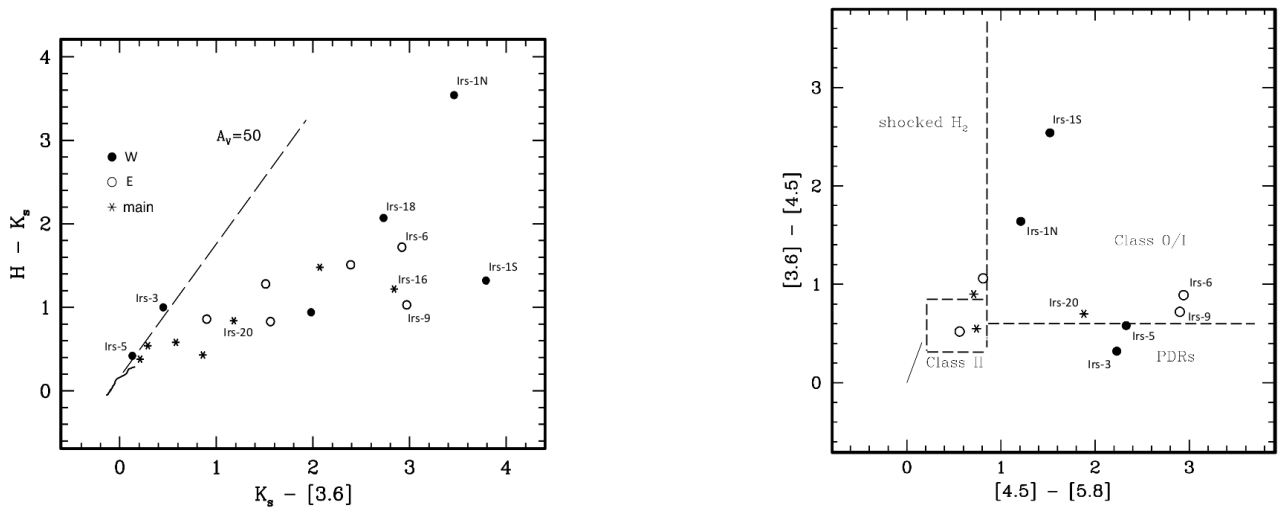 4
3
2
1
0
H − Kₛ
A_V=50
W
E
main
Irs-1N
Irs-18
Irs-6
Irs-16
Irs-1S
Irs-9
Irs-3
Irs-20
Irs-5
0 1 2 3 4
Kₛ − [3.6]
3
2
1
0
[3.6] − [4.5]
shocked H₂
Irs-1S
Irs-1N
Class 0/I
Irs-6
Irs-20
Irs-9
Irs-5
Class II
Irs-3
PDRs
0 1 2 3
[4.5] − [5.8]